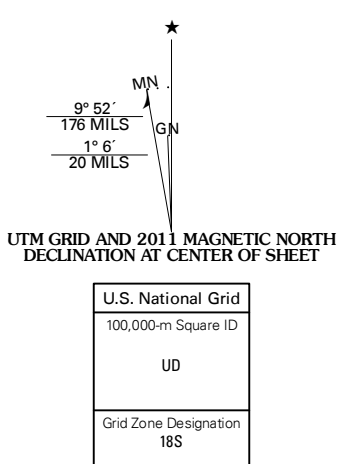 ★
MN
9° 52´
176 MILS
GN
1° 6´
20 MILS
UTM GRID AND 2011 MAGNETIC NORTH
DECLINATION AT CENTER OF SHEET
U.S. National Grid
100,000-m Square ID
UD
Grid Zone Designation
18S